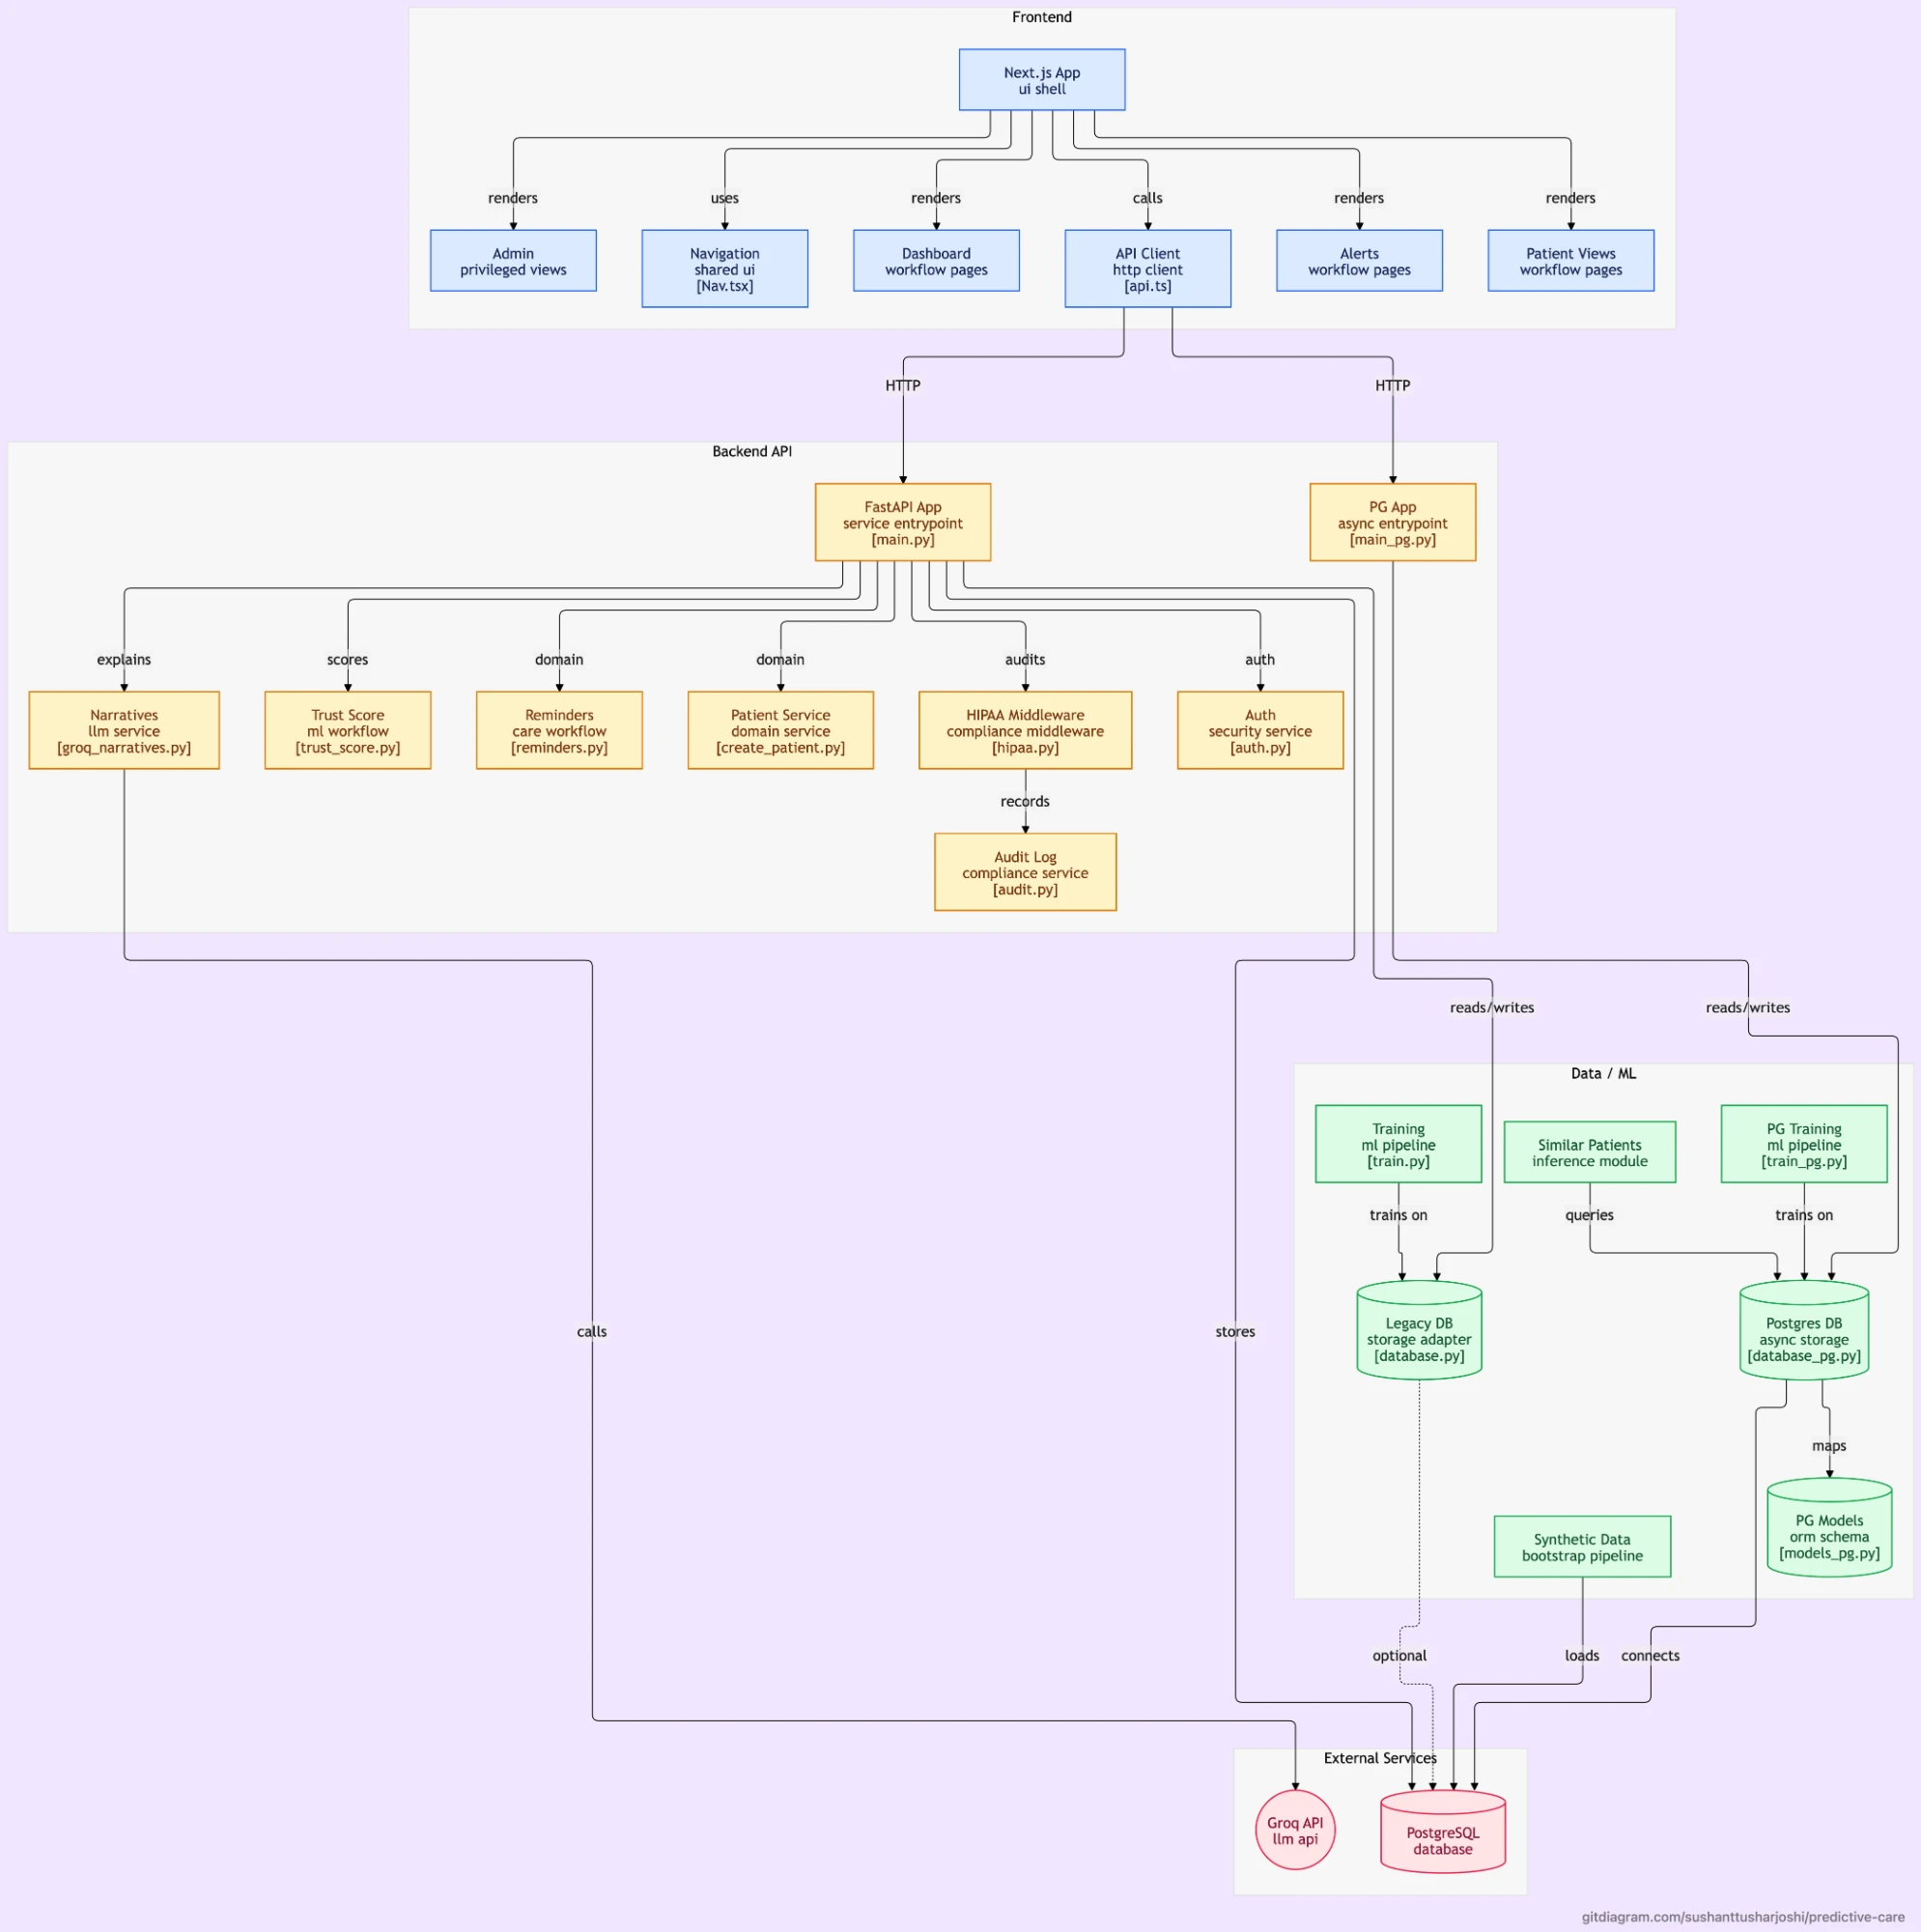 Frontend
Next.js App
ui shell
renders
uses
renders
calls
renders
renders
Admin
privileged views
Navigation
shared ui
[Nav.tsx]
Dashboard
workflow pages
API Client
http client
[api.ts]
Alerts
workflow pages
Patient Views
workflow pages
HTTP
HTTP
Backend API
FastAPI App
service entrypoint
[main.py]
PG App
async entrypoint
[main_pg.py]
explains
scores
domain
domain
audits
auth
Narratives
llm service
[groq_narratives.py]
Trust Score
ml workflow
[trust_score.py]
Reminders
care workflow
[reminders.py]
Patient Service
domain service
[create_patient.py]
HIPAA Middleware
compliance middleware
[hipaa.py]
Auth
security service
[auth.py]
records
Audit Log
compliance service
[audit.py]
reads/writes
reads/writes
Data / ML
Training
ml pipeline
[train.py]
Similar Patients
inference module
PG Training
ml pipeline
[train_pg.py]
trains on
queries
trains on
calls
stores
Legacy DB
storage adapter
[database.py]
Postgres DB
async storage
[database_pg.py]
maps
PG Models
orm schema
[models_pg.py]
Synthetic Data
bootstrap pipeline
optional
loads
connects
External Services
Groq API
llm api
PostgreSQL
database
gitdiagram.com/sushanttusharjoshi/predictive-care